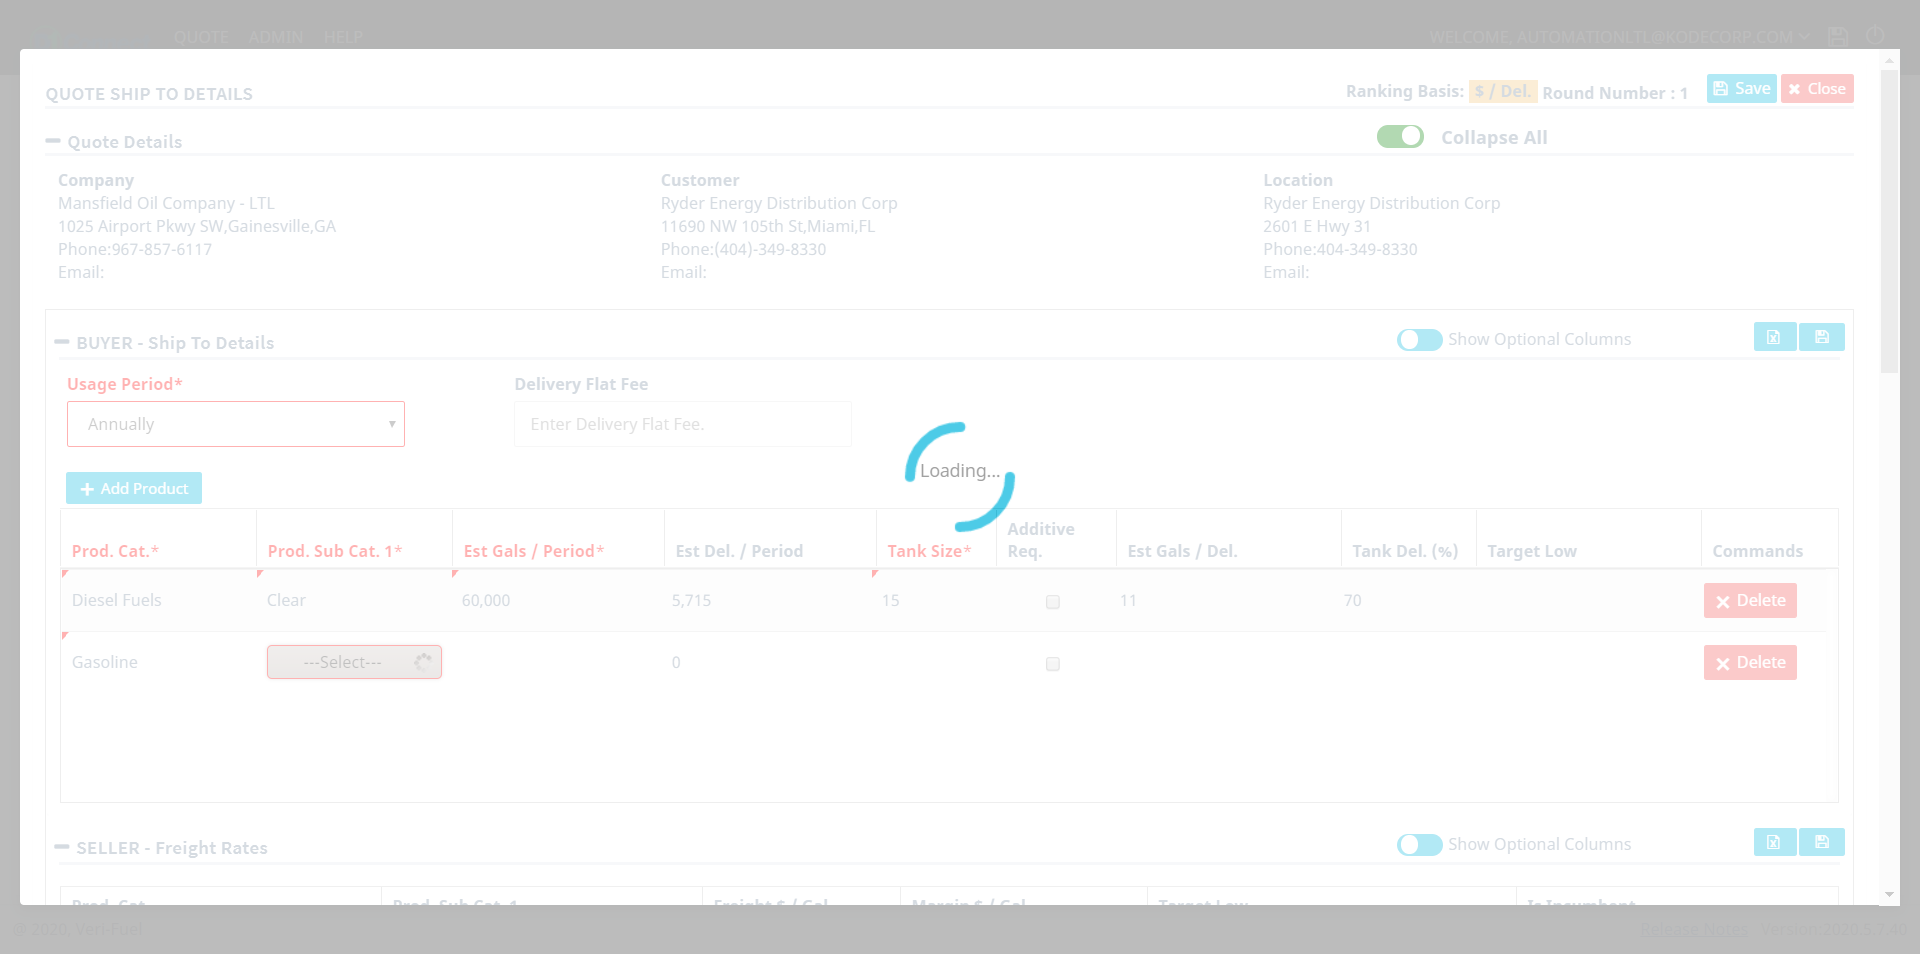 QUOTE ADMIN HELP
WELCOME, AUTOMATIONLTL@KODECORP.COM
QUOTE SHIP TO DETAILS
Ranking Basis: $ / Del. Round Number : 1
Save
Close
Quote Details
Collapse All
Company
Mansfield Oil Company - LTL
1025 Airport Pkwy SW,Gainesville,GA
Phone:967-857-6117
Email:
Customer
Ryder Energy Distribution Corp
11690 NW 105th St,Miami,FL
Phone:(404)-349-8330
Email:
Location
Ryder Energy Distribution Corp
2601 E Hwy 31
Phone:404-349-8330
Email:
BUYER - Ship To Details
Show Optional Columns
Usage Period*
Annually
Delivery Flat Fee
Enter Delivery Flat Fee.
Loading...
Add Product
Prod. Cat.* Prod. Sub Cat. 1* Est Gals / Period* Est Del. / Period Tank Size* Additive Req. Est Gals / Del. Tank Del. (%) Target Low Commands
Diesel Fuels Clear 60,000 5,715 15 11 70 Delete
Gasoline ---Select--- 0 Delete
SELLER - Freight Rates
Show Optional Columns
Prod. Cat. Prod. Sub Cat. 1 Freight $ / Gal. Margin $ / Gal. Target Low Is Incumbent
© 2020, Veri-Fuel
Release Notes